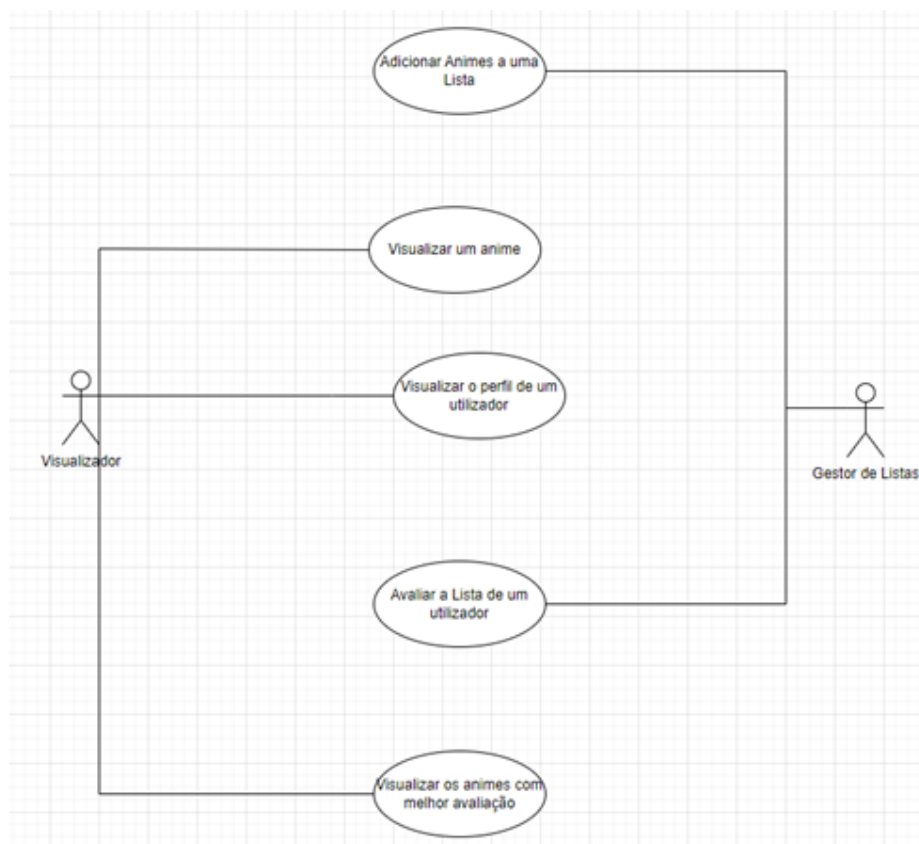 Adicionar Animes a uma
Lista
Visualizar um anime
Visualizar o perfil de um
utilizador
Visualizador
Gestor de Listas
Avaliar a Lista de um
utilizador
Visualizar os animes com
melhor avaliação